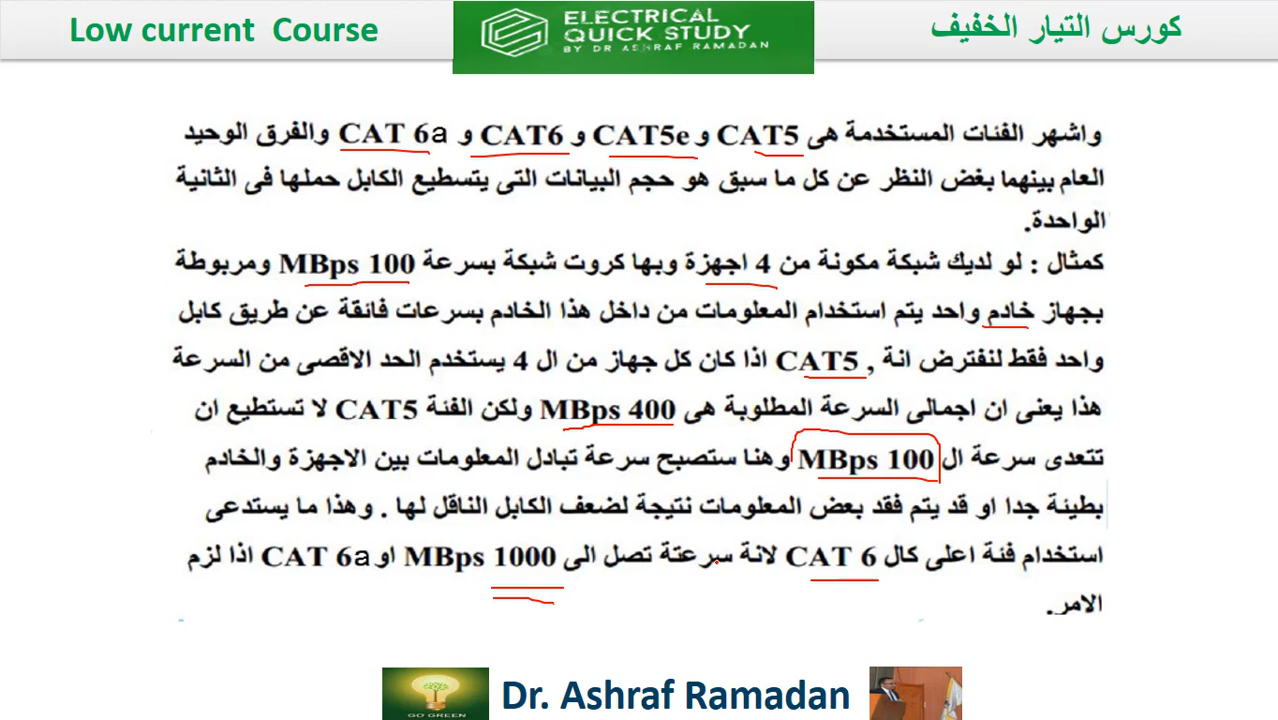 Low current Course
ELECTRICAL
QUICK STUDY
BY DR ASHRAF RAMADAN
كورس التيار الخفيف
واشهر الفئات المستخدمة هى CAT5 و CAT5e و CAT6 و CAT 6a والفرق الوحيد
العام بينهما بغض النظر عن كل ما سبق هو حجم البيانات التى يتسطيع الكابل حملها فى الثانية
الواحدة.
كمثال : لو لديك شبكة مكونة من 4 اجهزة وبها كروت شبكة بسرعة 100 MBps ومربوطة
بجهاز خادم واحد يتم استخدام المعلومات من داخل هذا الخادم بسرعات فائقة عن طريق كابل
واحد فقط لنفترض انة , CAT5 اذا كان كل جهاز من ال 4 يستخدم الحد الاقصى من السرعة
هذا يعنى ان اجمالى السرعة المطلوبة هى 400 MBps ولكن الفئة CAT5 لا تستطيع ان
تتعدى سرعة ال 100 MBps وهنا ستصبح سرعة تبادل المعلومات بين الاجهزة والخادم
بطيئة جدا او قد يتم فقد بعض المعلومات نتيجة لضعف الكابل الناقل لها . وهذا ما يستدعى
استخدام فئة اعلى كال CAT 6 لانة سرعتة تصل الى 1000 MBps او CAT 6a اذا لزم
الامر.
GO GREEN
Dr. Ashraf Ramadan